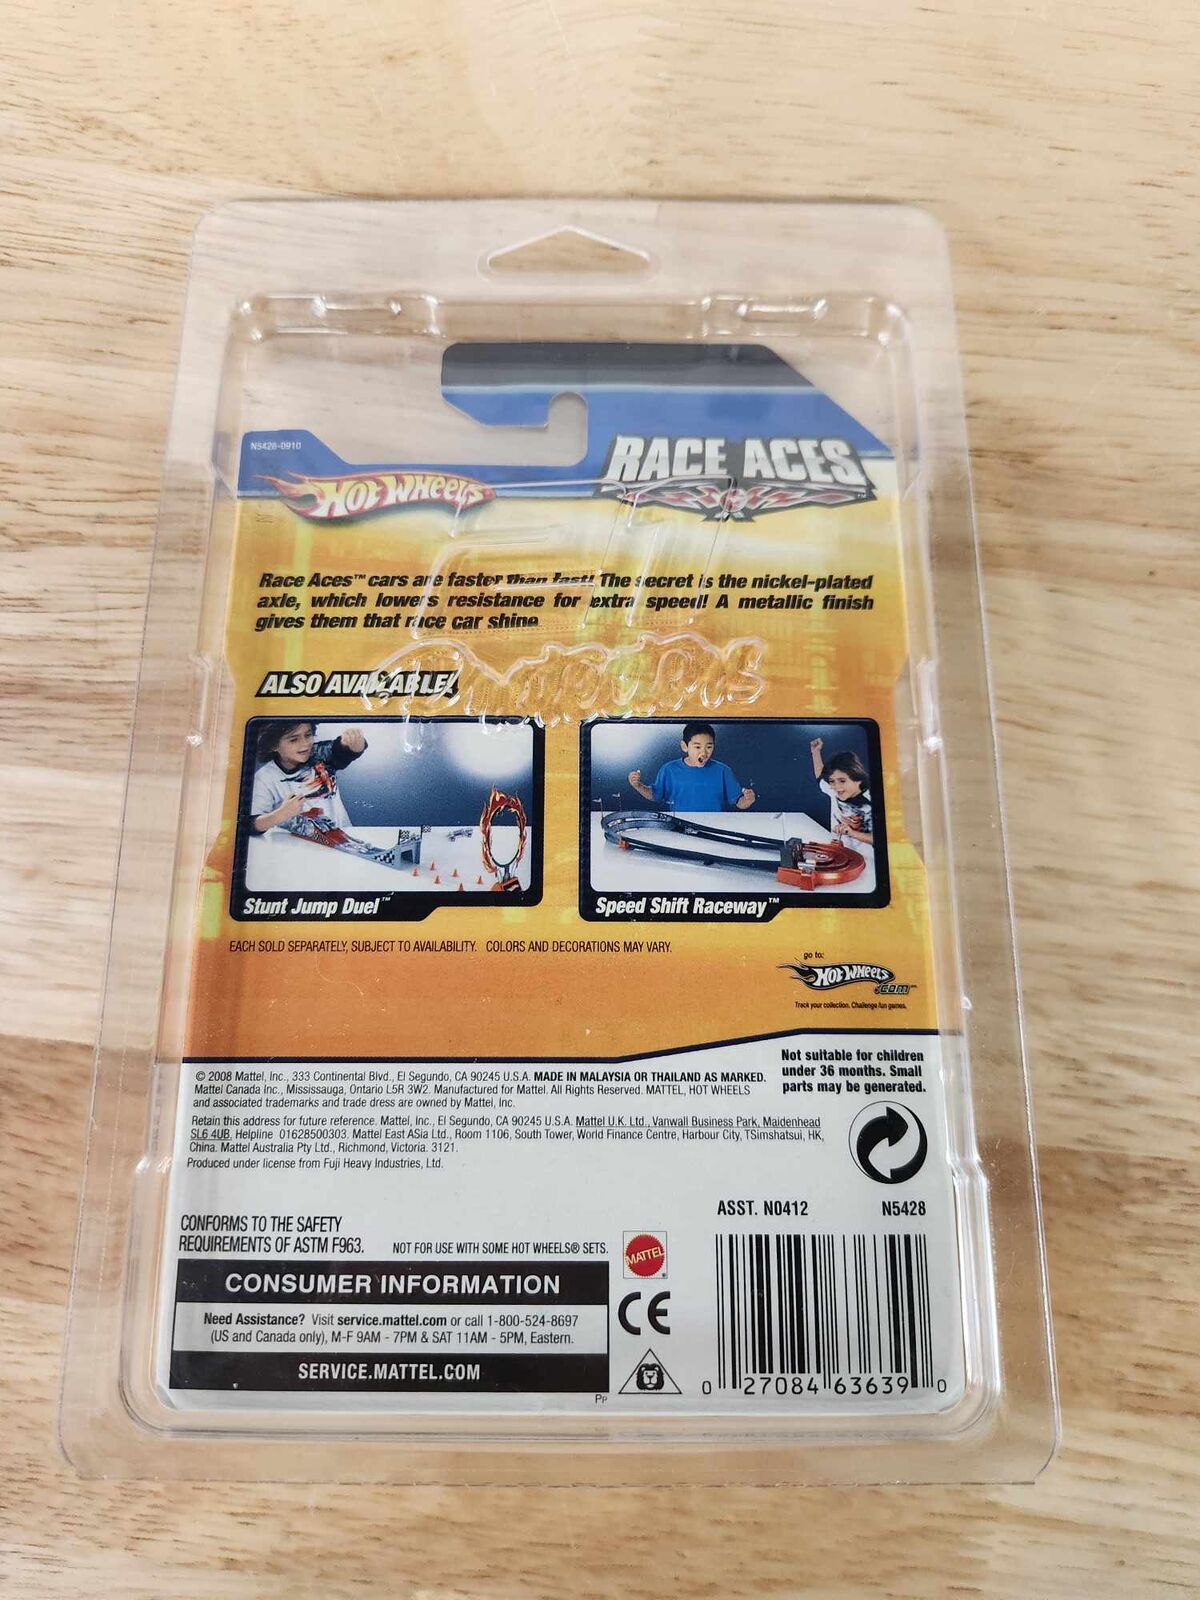 N5428-0910
HOT WHEELS
RACE ACES™
Race Aces™ cars are faster than fast! The secret is the nickel-plated
axle, which lowers resistance for extra speed! A metallic finish
gives them that race car shine
Protectors
ALSO AVAILABLE!
Stunt Jump Duel™
Speed Shift Raceway™
EACH SOLD SEPARATELY, SUBJECT TO AVAILABILITY. COLORS AND DECORATIONS MAY VARY.
go to:
HOT WHEELS
.com
Track your collection. Challenge fun games.
Not suitable for children
under 36 months. Small
parts may be generated.
© 2008 Mattel, Inc., 333 Continental Blvd., El Segundo, CA 90245 U.S.A. MADE IN MALAYSIA OR THAILAND AS MARKED.
Mattel Canada Inc., Mississauga, Ontario L5R 3W2. Manufactured for Mattel. All Rights Reserved. MATTEL, HOT WHEELS
and associated trademarks and trade dress are owned by Mattel, Inc.
Retain this address for future reference. Mattel, Inc., El Segundo, CA 90245 U.S.A. Mattel U.K. Ltd., Vanwall Business Park, Maidenhead
SL6 4UB. Helpline 01628500303. Mattel East ASia Ltd., Room 1106, South Tower, World Finance Centre, Harbour City, TSimshatsui, HK,
China. Mattel Australia Pty Ltd., Richmond, Victoria. 3121.
Produced under license from Fuji Heavy Industries, Ltd.
ASST. N0412 N5428
CONFORMS TO THE SAFETY
REQUIREMENTS OF ASTM F963.
NOT FOR USE WITH SOME HOT WHEELS® SETS.
MATTEL
CONSUMER INFORMATION
Need Assistance? Visit service.mattel.com or call 1-800-524-8697
(US and Canada only), M-F 9AM - 7PM & SAT 11AM - 5PM, Eastern.
SERVICE.MATTEL.COM
CE
0 27084 63639 0